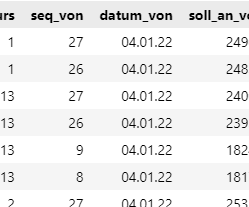 urs seq_von datum_von soll_an_v
1 27 04.01.22 249
1 26 04.01.22 248
13 27 04.01.22 240
13 26 04.01.22 239
13 9 04.01.22 182
13 8 04.01.22 181
2 27 04.01.22 253